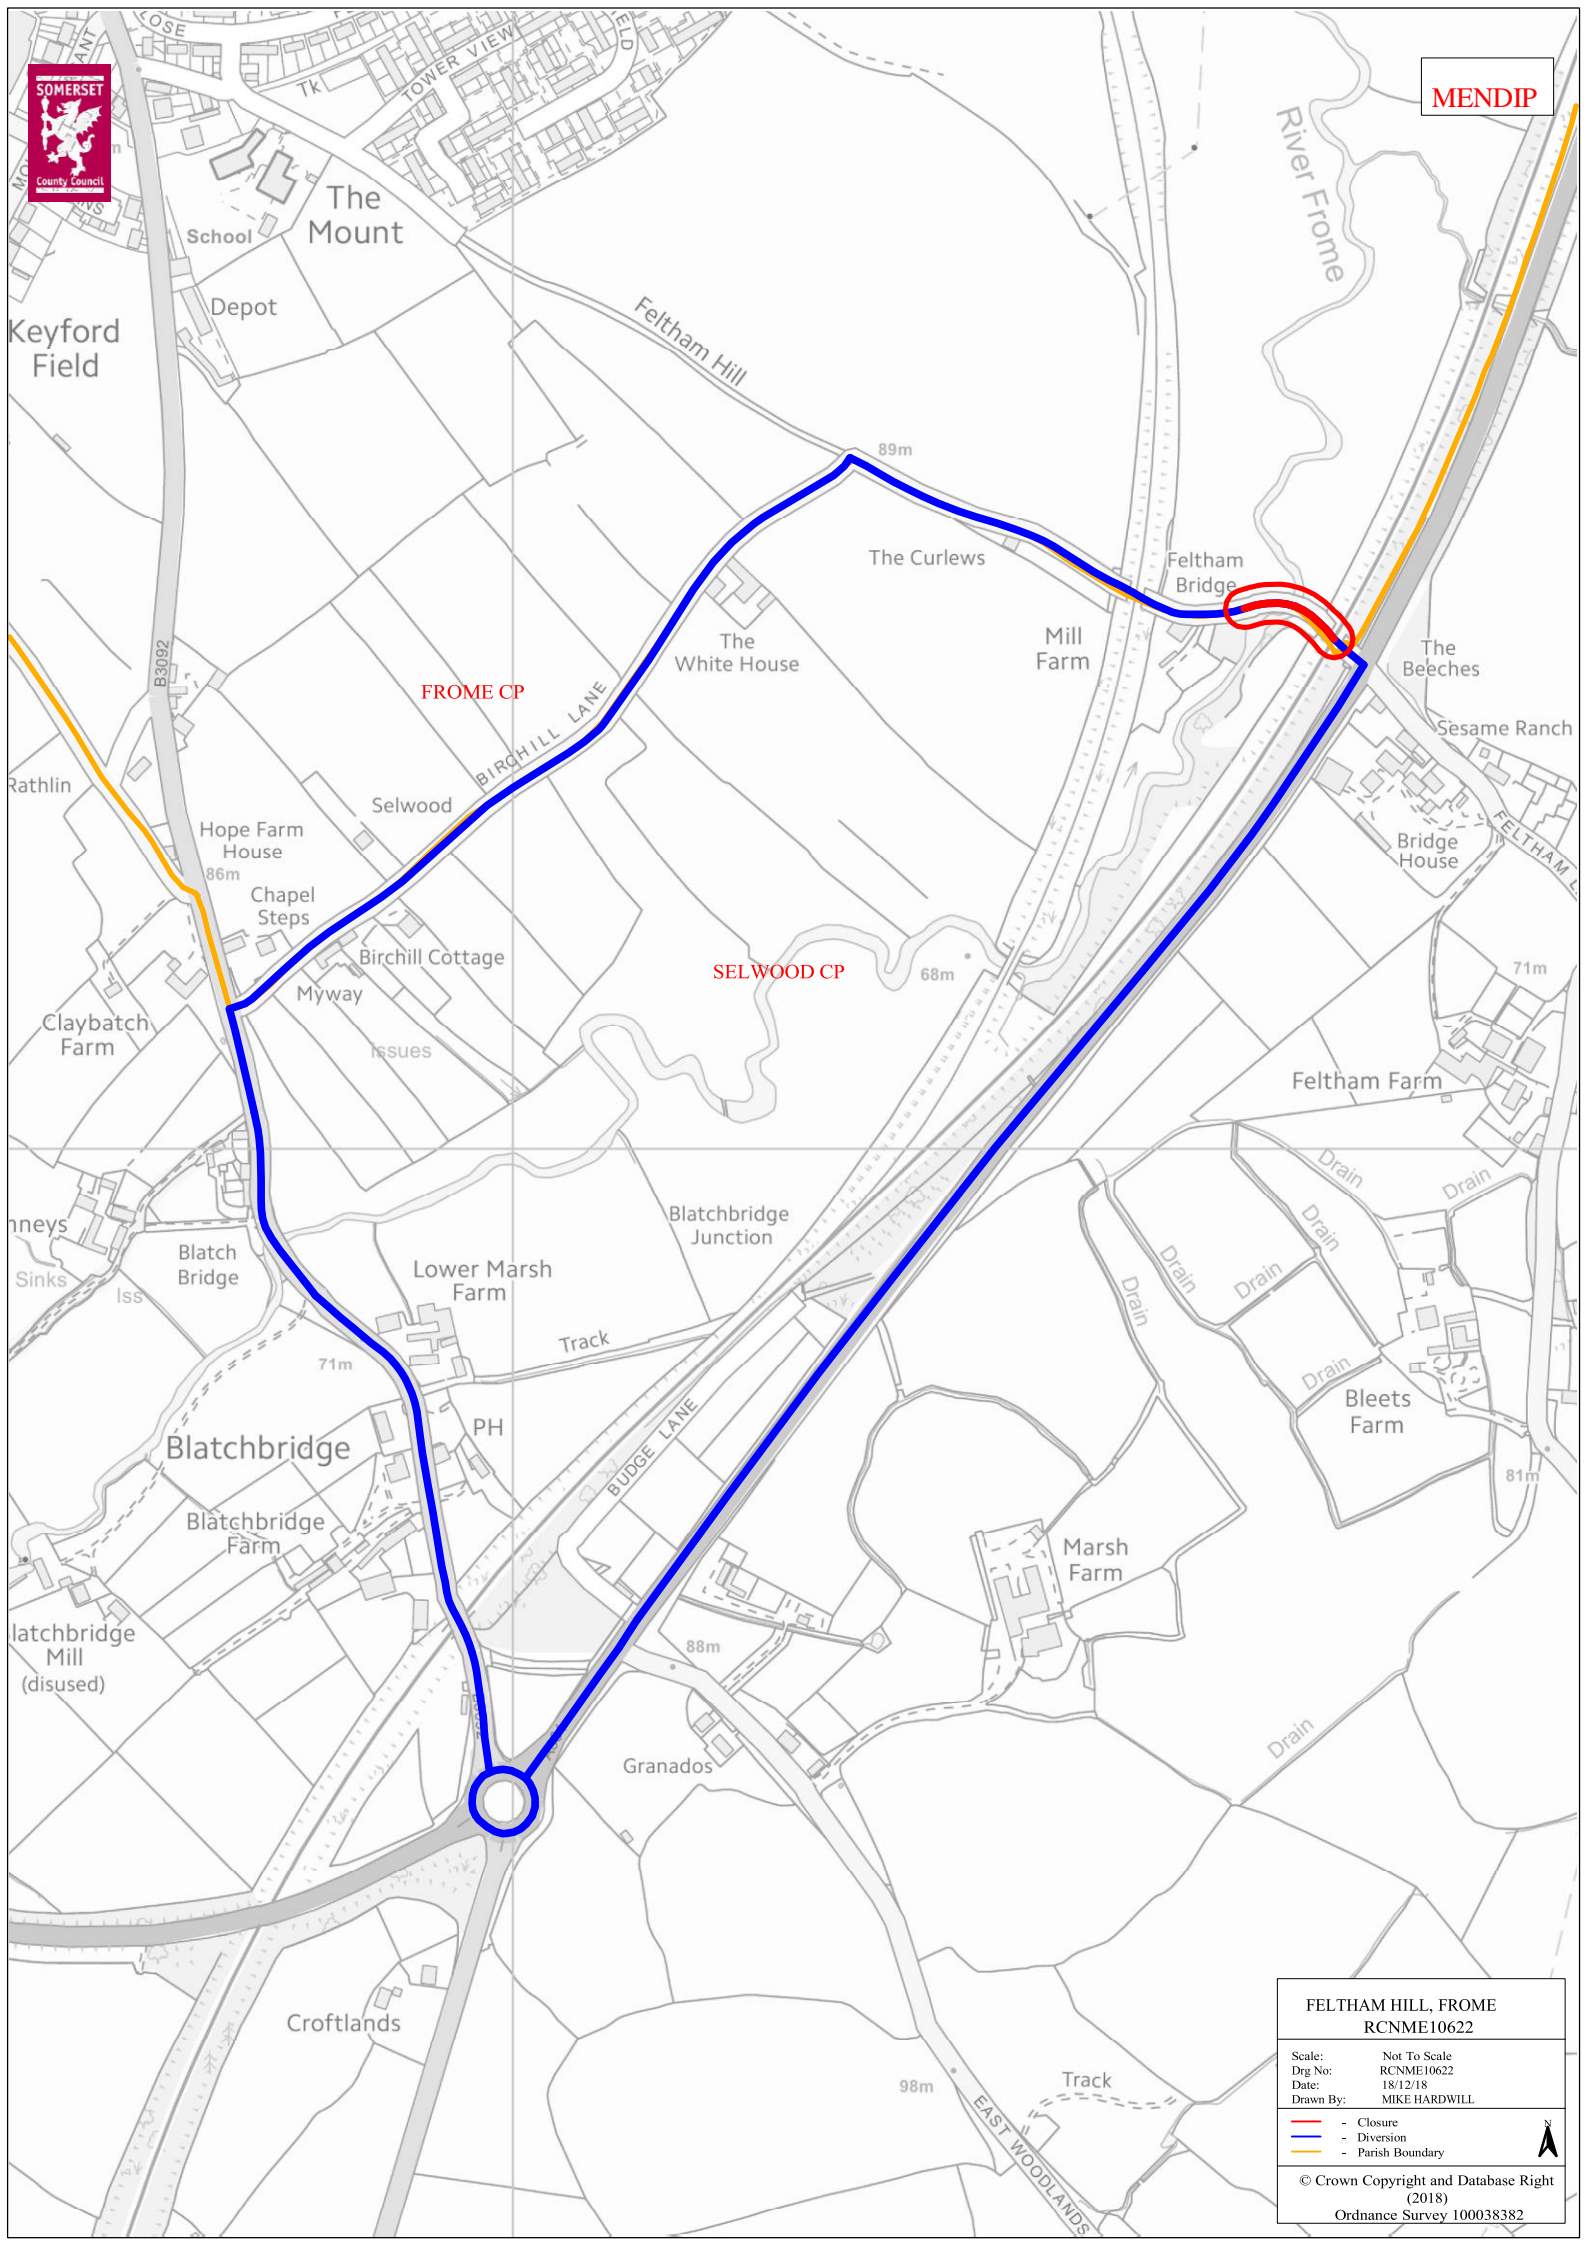 SOMERSET
County Council
MENDIP
LOSE
Tk
TOWER VIEW
The
Mount
School
Depot
Keyford
Field
River Frome
Feltham Hill
89m
The Curlews
Feltham
Bridge
Mill
Farm
The
White House
The
Beeches
Sesame Ranch
B3092
FROME CP
BIRCHILL LANE
Rathlin
Selwood
Hope Farm
House
86m
Chapel
Steps
Bridge
House
FELTHAM L
Birchill Cottage
Myway
SELWOOD CP
68m
71m
Claybatch
Farm
Issues
Feltham Farm
Drain
Drain
nneys
Sinks
Blatch
Bridge
Iss
Blatchbridge
Junction
Lower Marsh
Farm
Drain
Drain
Drain
Drain
Track
71m
Drain
Bleets
Farm
PH
BUDGE LANE
Blatchbridge
81m
Blatchbridge
Farm
Marsh
Farm
latchbridge
Mill
(disused)
88m
Granados
Drain
Croftlands
98m
Track
EAST WOODLANDS
FELTHAM HILL, FROME
RCNME10622
Scale: Not To Scale
Drg No: RCNME10622
Date: 18/12/18
Drawn By: MIKE HARDWILL
- Closure
- Diversion
- Parish Boundary
N
© Crown Copyright and Database Right
(2018)
Ordnance Survey 100038382